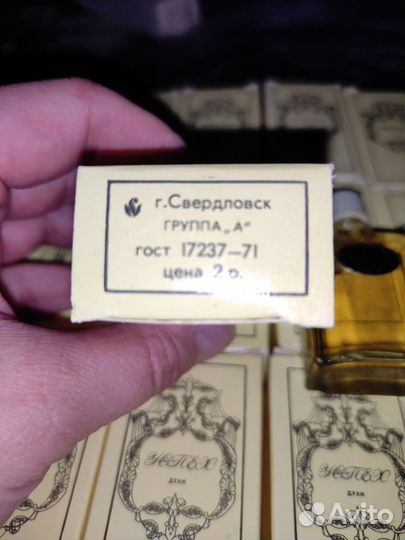 г.Свердловск
ГРУППА „А"
гост 17237—71
цена 2 р.
УСПЕХ
ДУХИ
УСПЕХ
ДУХИ
Avito